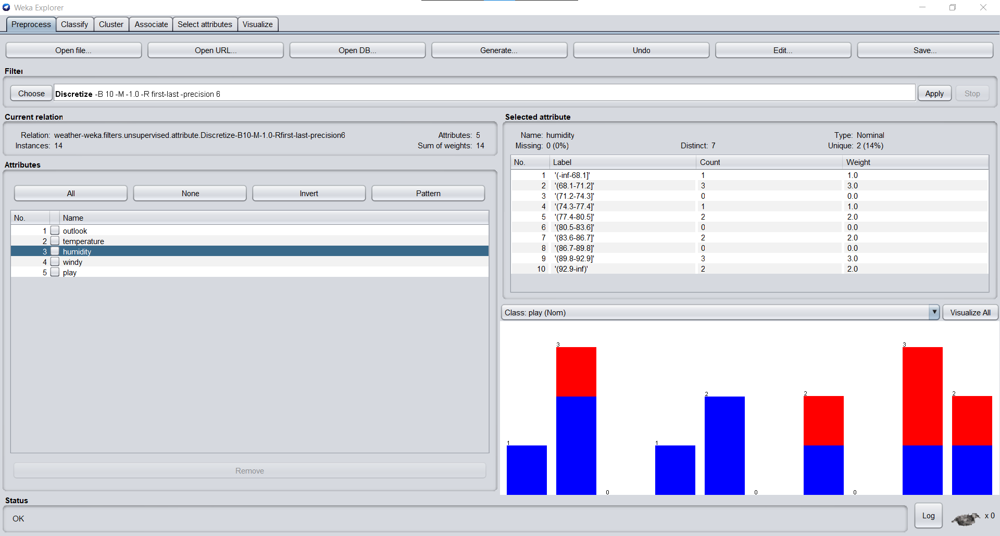 Weka Explorer
Preprocess Classify Cluster Associate Select attributes Visualize
Open file... Open URL... Open DB... Generate... Undo Edit... Save...
Filter
Choose Discretize -B 10 -M -1.0 -R first-last -precision 6 Apply Stop
Current relation
Relation: weather-weka.filters.unsupervised.attribute.Discretize-B10-M-1.0-Rfirst-last-precision6 Attributes: 5
Instances: 14 Sum of weights: 14
Attributes
All None Invert Pattern
No. Name
1 outlook
2 temperature
3 humidity
4 windy
5 play
Remove
Selected attribute
Name: humidity Type: Nominal
Missing: 0 (0%) Distinct: 7 Unique: 2 (14%)
No. Label Count Weight
1 '(-inf-68.1]' 1 1.0
2 '(68.1-71.2]' 3 3.0
3 '(71.2-74.3]' 0 0.0
4 '(74.3-77.4]' 1 1.0
5 '(77.4-80.5]' 2 2.0
6 '(80.5-83.6]' 0 0.0
7 '(83.6-86.7]' 2 2.0
8 '(86.7-89.8]' 0 0.0
9 '(89.8-92.9]' 3 3.0
10 '(92.9-inf)' 2 2.0
Class: play (Nom) Visualize All
1 3 0 1 2 0 2 0 3 2
Status
OK
Log x 0